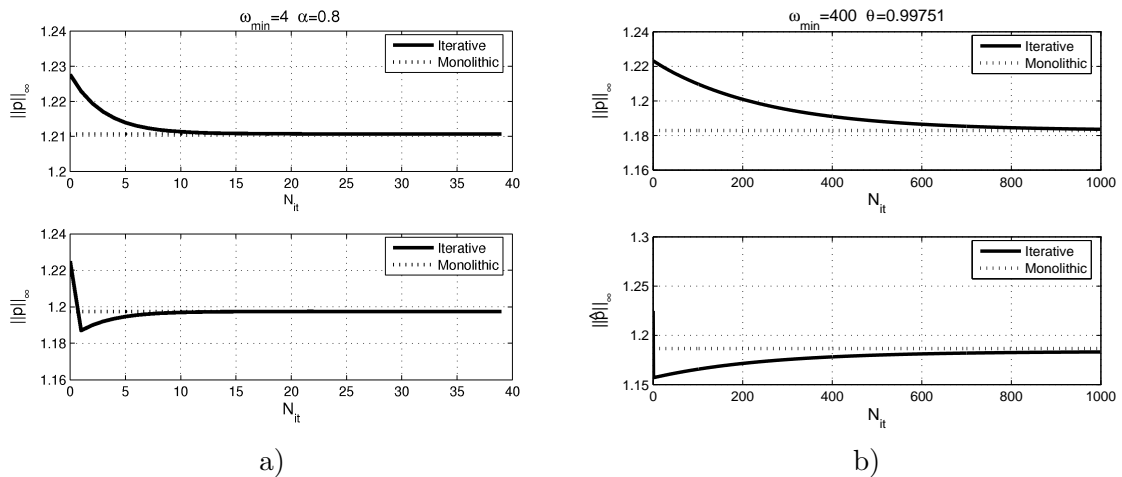 ω_min=4 α=0.8
1.24
1.23
1.22
1.21
1.2
||p||_∞
0 5 10 15 20 25 30 35 40
N_it
Iterative
Monolithic
1.24
1.22
1.2
1.18
1.16
||p||_∞
0 5 10 15 20 25 30 35 40
N_it
Iterative
Monolithic
a)
ω_min=400 θ=0.99751
1.24
1.22
1.2
1.18
1.16
||p||_∞
0 200 400 600 800 1000
N_it
Iterative
Monolithic
1.3
1.25
1.2
1.15
||p̂||_∞
0 200 400 600 800 1000
N_it
Iterative
Monolithic
b)